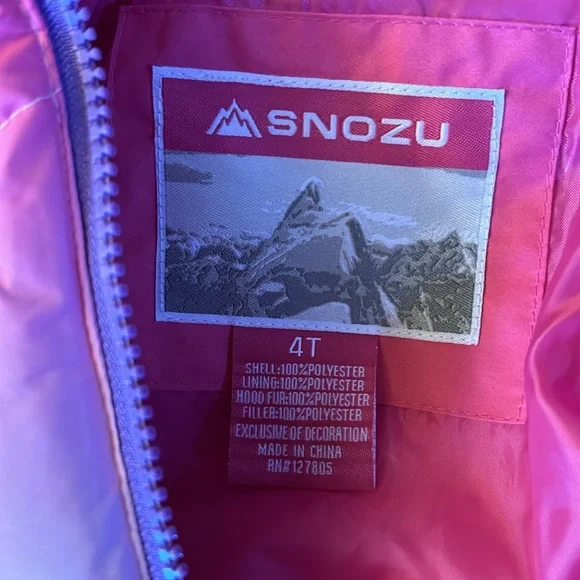 SNOZU
4T
SHELL:100%POLYESTER
LINING:100%POLYESTER
HOOD FUR:100%POLYESTER
FILLER:100%POLYESTER
EXCLUSIVE OF DECORATION
MADE IN CHINA
RN#127805